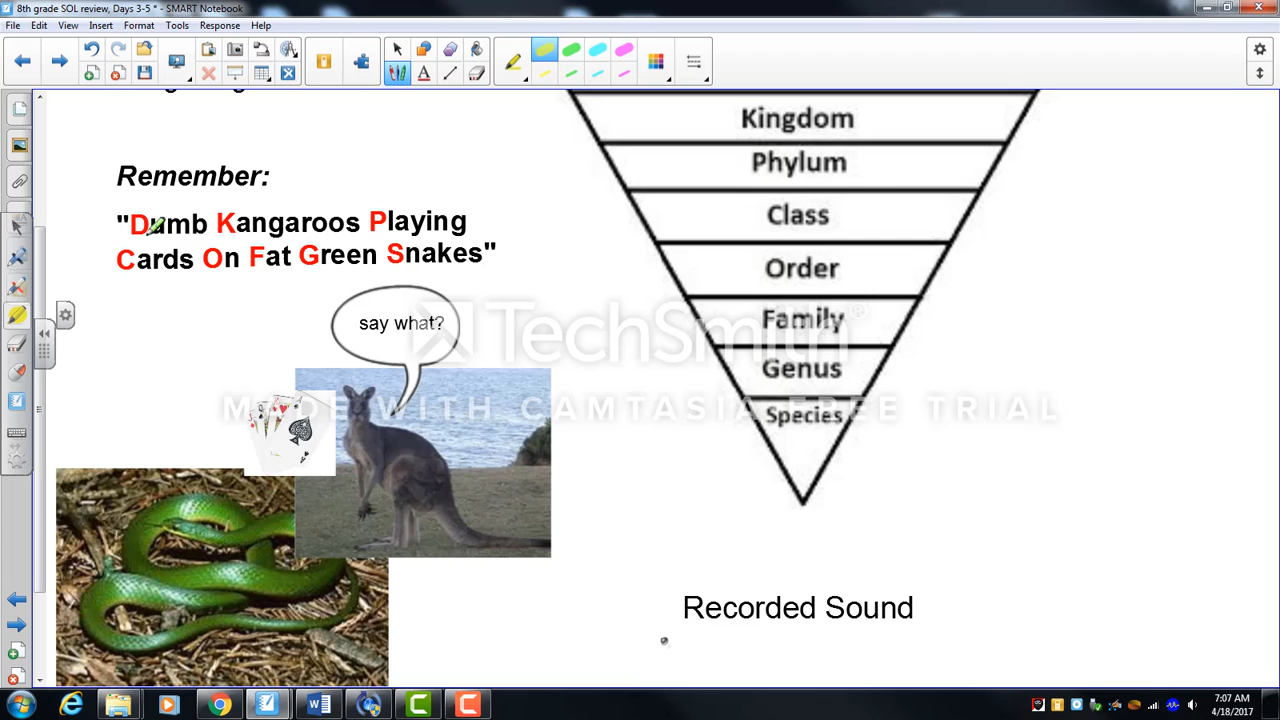 8th grade SOL review, Days 3-5 * - SMART Notebook
File Edit View Insert Format Tools Response Help
Remember:
"Dumb Kangaroos Playing
Cards On Fat Green Snakes"
say what?
Kingdom
Phylum
Class
Order
Family
Genus
Species
TechSmith®
MADE WITH CAMTASIA FREE TRIAL
Recorded Sound
7:07 AM
4/18/2017